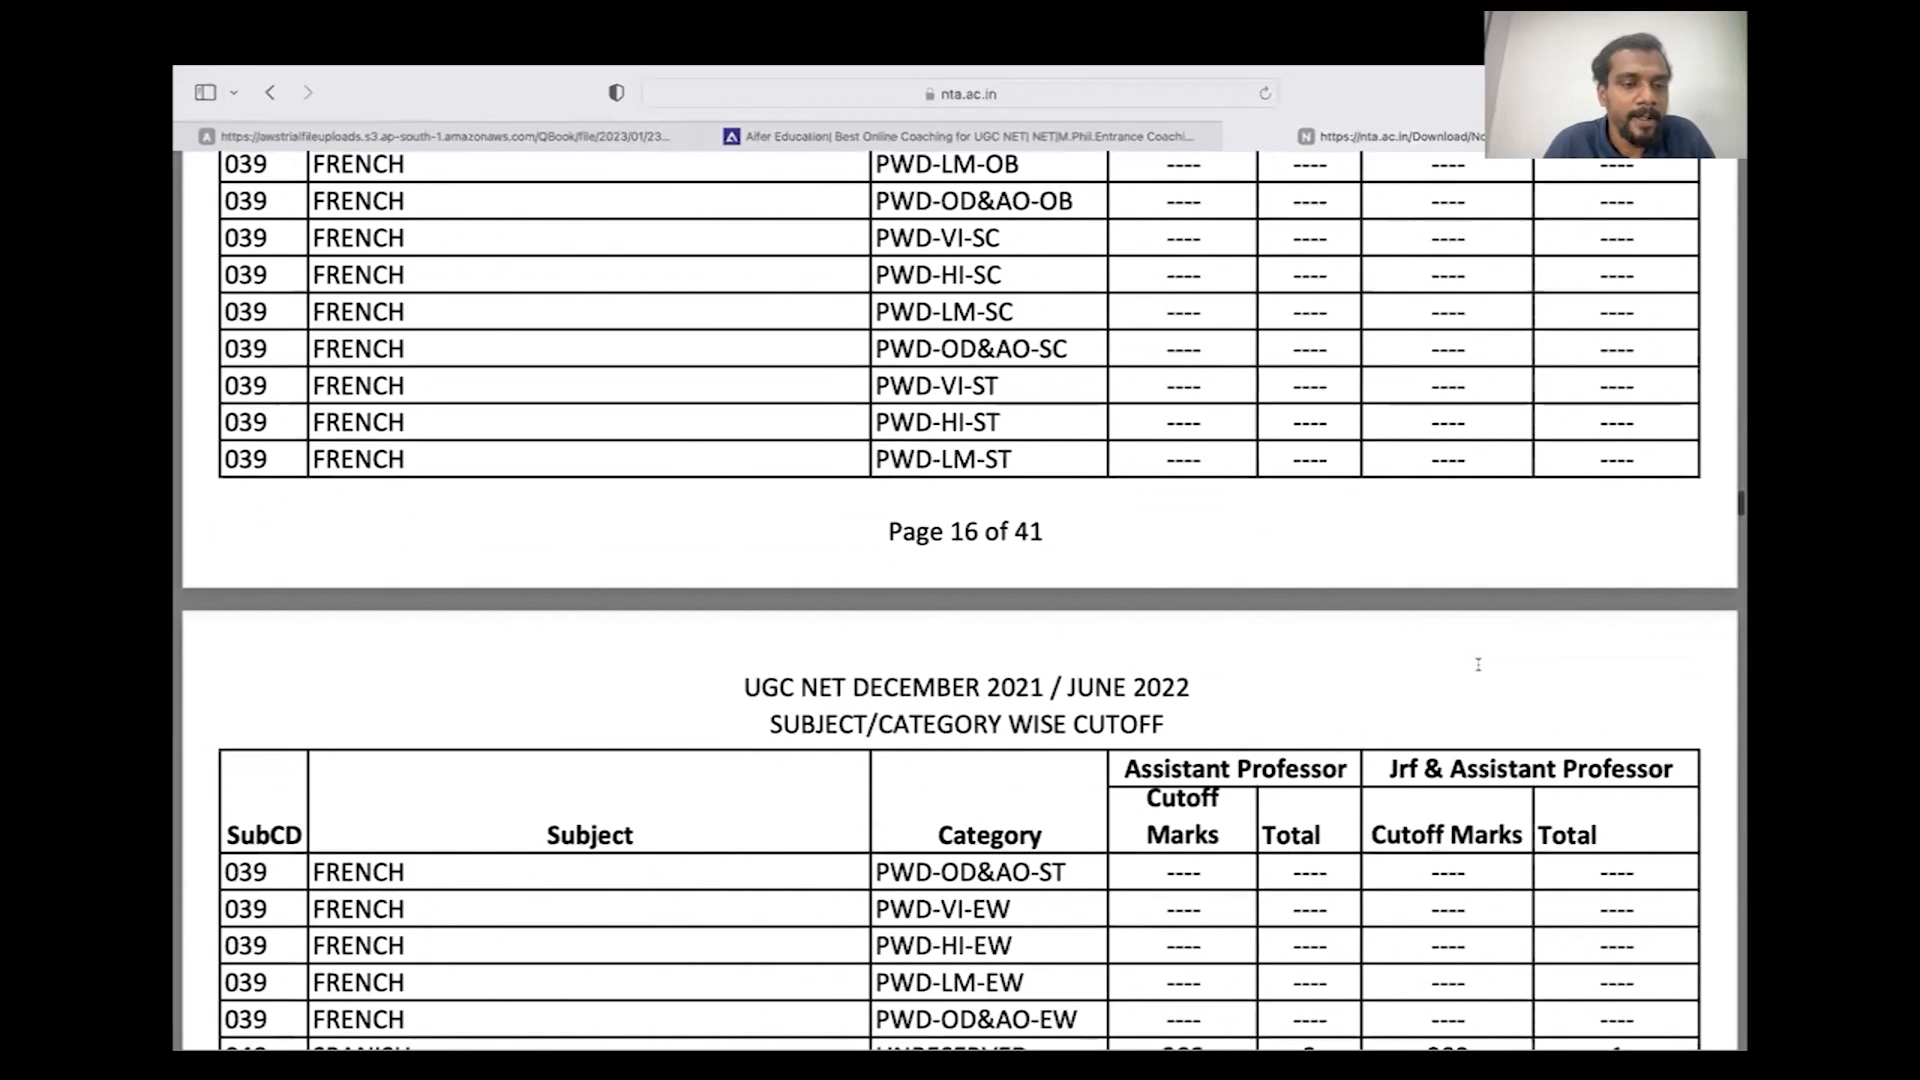 nta.ac.in
https://awstrialfileuploads.s3.ap-south-1.amazonaws.com/QBook/file/2023/01/23...
Aifer Education| Best Online Coaching for UGC NET| NET|M.Phil.Entrance Coachi...
https://nta.ac.in/Download/No
039 FRENCH PWD-LM-OB ---- ---- ---- ----
039 FRENCH PWD-OD&AO-OB ---- ---- ---- ----
039 FRENCH PWD-VI-SC ---- ---- ---- ----
039 FRENCH PWD-HI-SC ---- ---- ---- ----
039 FRENCH PWD-LM-SC ---- ---- ---- ----
039 FRENCH PWD-OD&AO-SC ---- ---- ---- ----
039 FRENCH PWD-VI-ST ---- ---- ---- ----
039 FRENCH PWD-HI-ST ---- ---- ---- ----
039 FRENCH PWD-LM-ST ---- ---- ---- ----
Page 16 of 41
UGC NET DECEMBER 2021 / JUNE 2022
SUBJECT/CATEGORY WISE CUTOFF
Assistant Professor Jrf & Assistant Professor
SubCD Subject Category Cutoff Marks Total Cutoff Marks Total
039 FRENCH PWD-OD&AO-ST ---- ---- ---- ----
039 FRENCH PWD-VI-EW ---- ---- ---- ----
039 FRENCH PWD-HI-EW ---- ---- ---- ----
039 FRENCH PWD-LM-EW ---- ---- ---- ----
039 FRENCH PWD-OD&AO-EW ---- ---- ---- ----